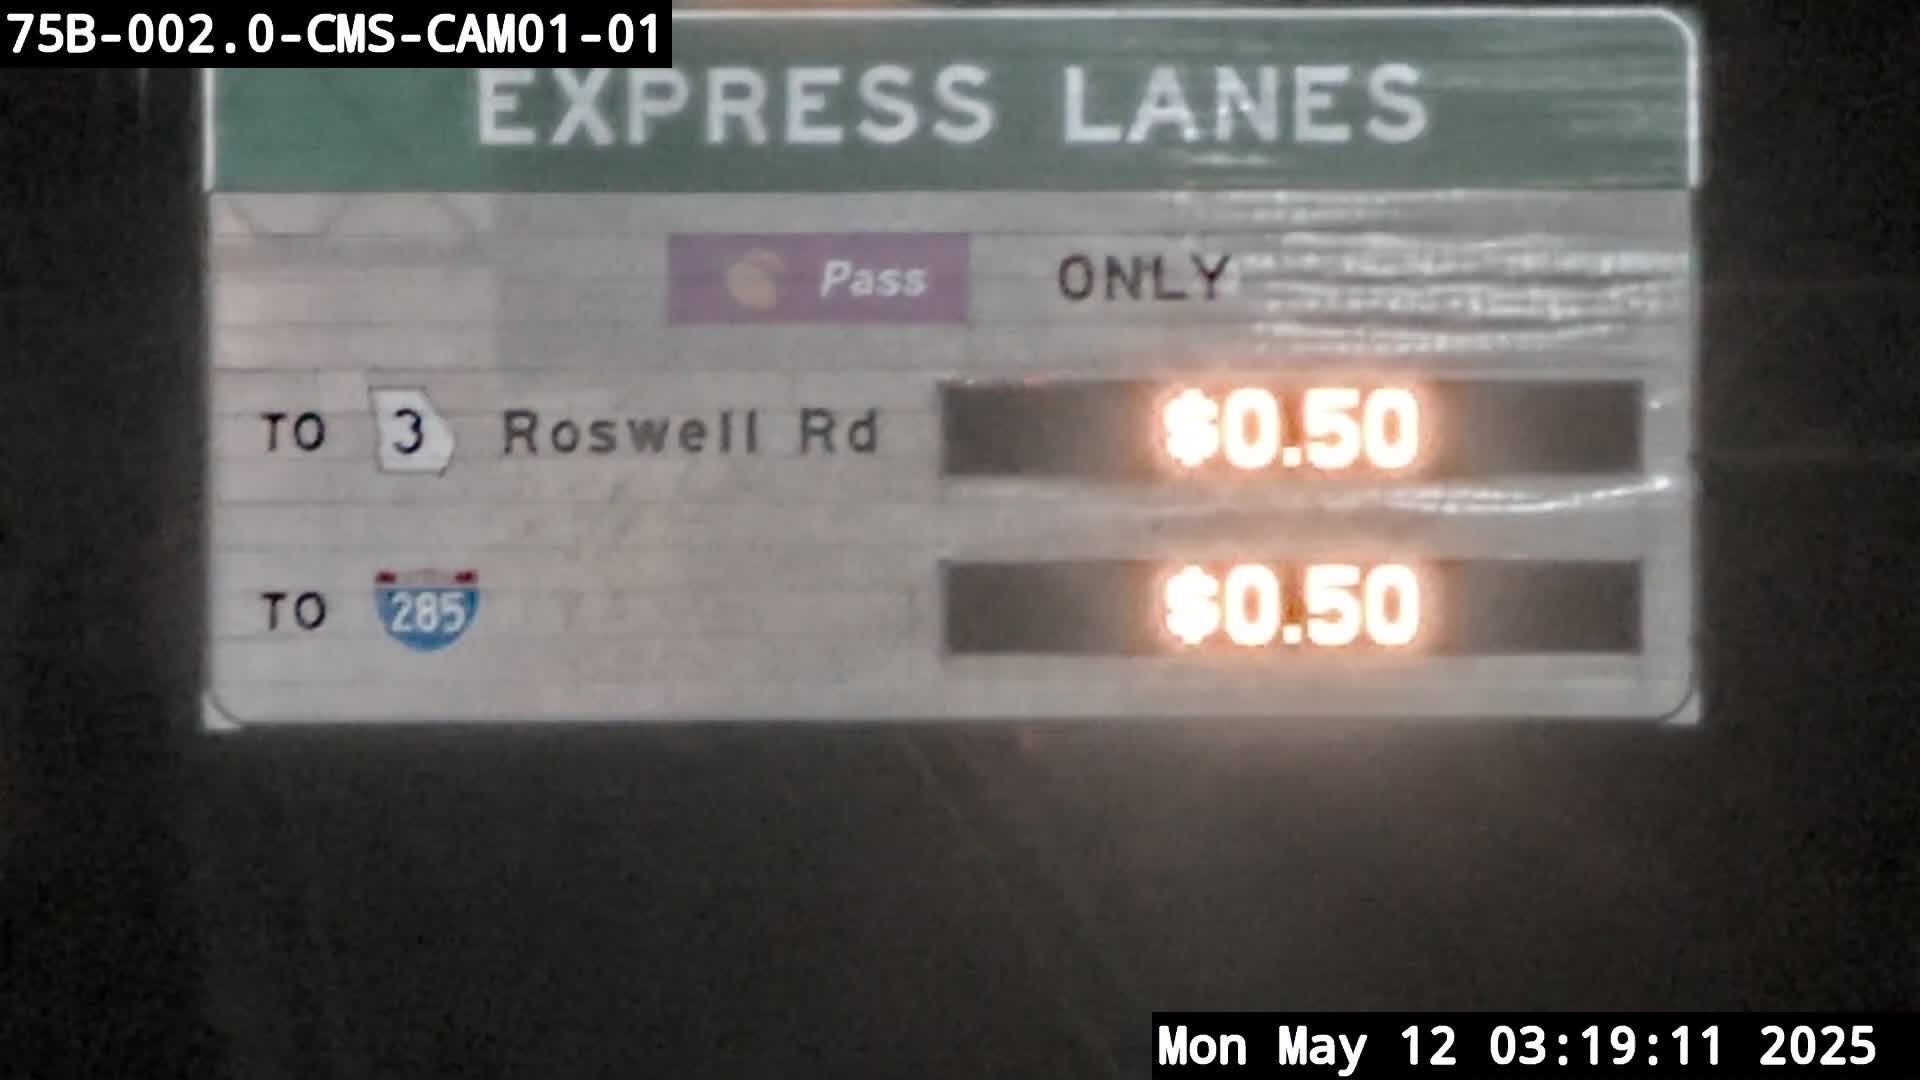 75B-002.0-CMS-CAM01-01
EXPRESS LANES
Pass ONLY
TO 3 Roswell Rd $0.50
TO 285 $0.50
Mon May 12 03:19:11 2025